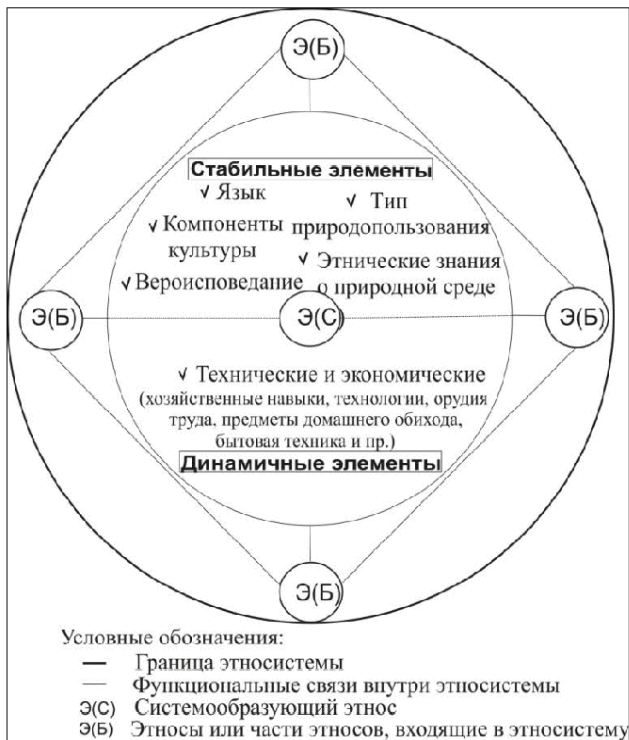 Э(Б)
Стабильные элементы
✓ Язык
✓ Тип
✓ Компоненты
природопользования
культуры
✓ Этнические знания
✓ Вероисповедание
о природной среде
Э(Б)
Э(С)
Э(Б)
✓ Технические и экономические
(хозяйственные навыки, технологии, орудия
труда, предметы домашнего обихода,
бытовая техника и пр.)
Динамичные элементы
Э(Б)
Условные обозначения:
Граница этносистемы
Функциональные связи внутри этносистемы
Э(С) Системообразующий этнос
Э(Б) Этносы или части этносов, входящие в этносистему